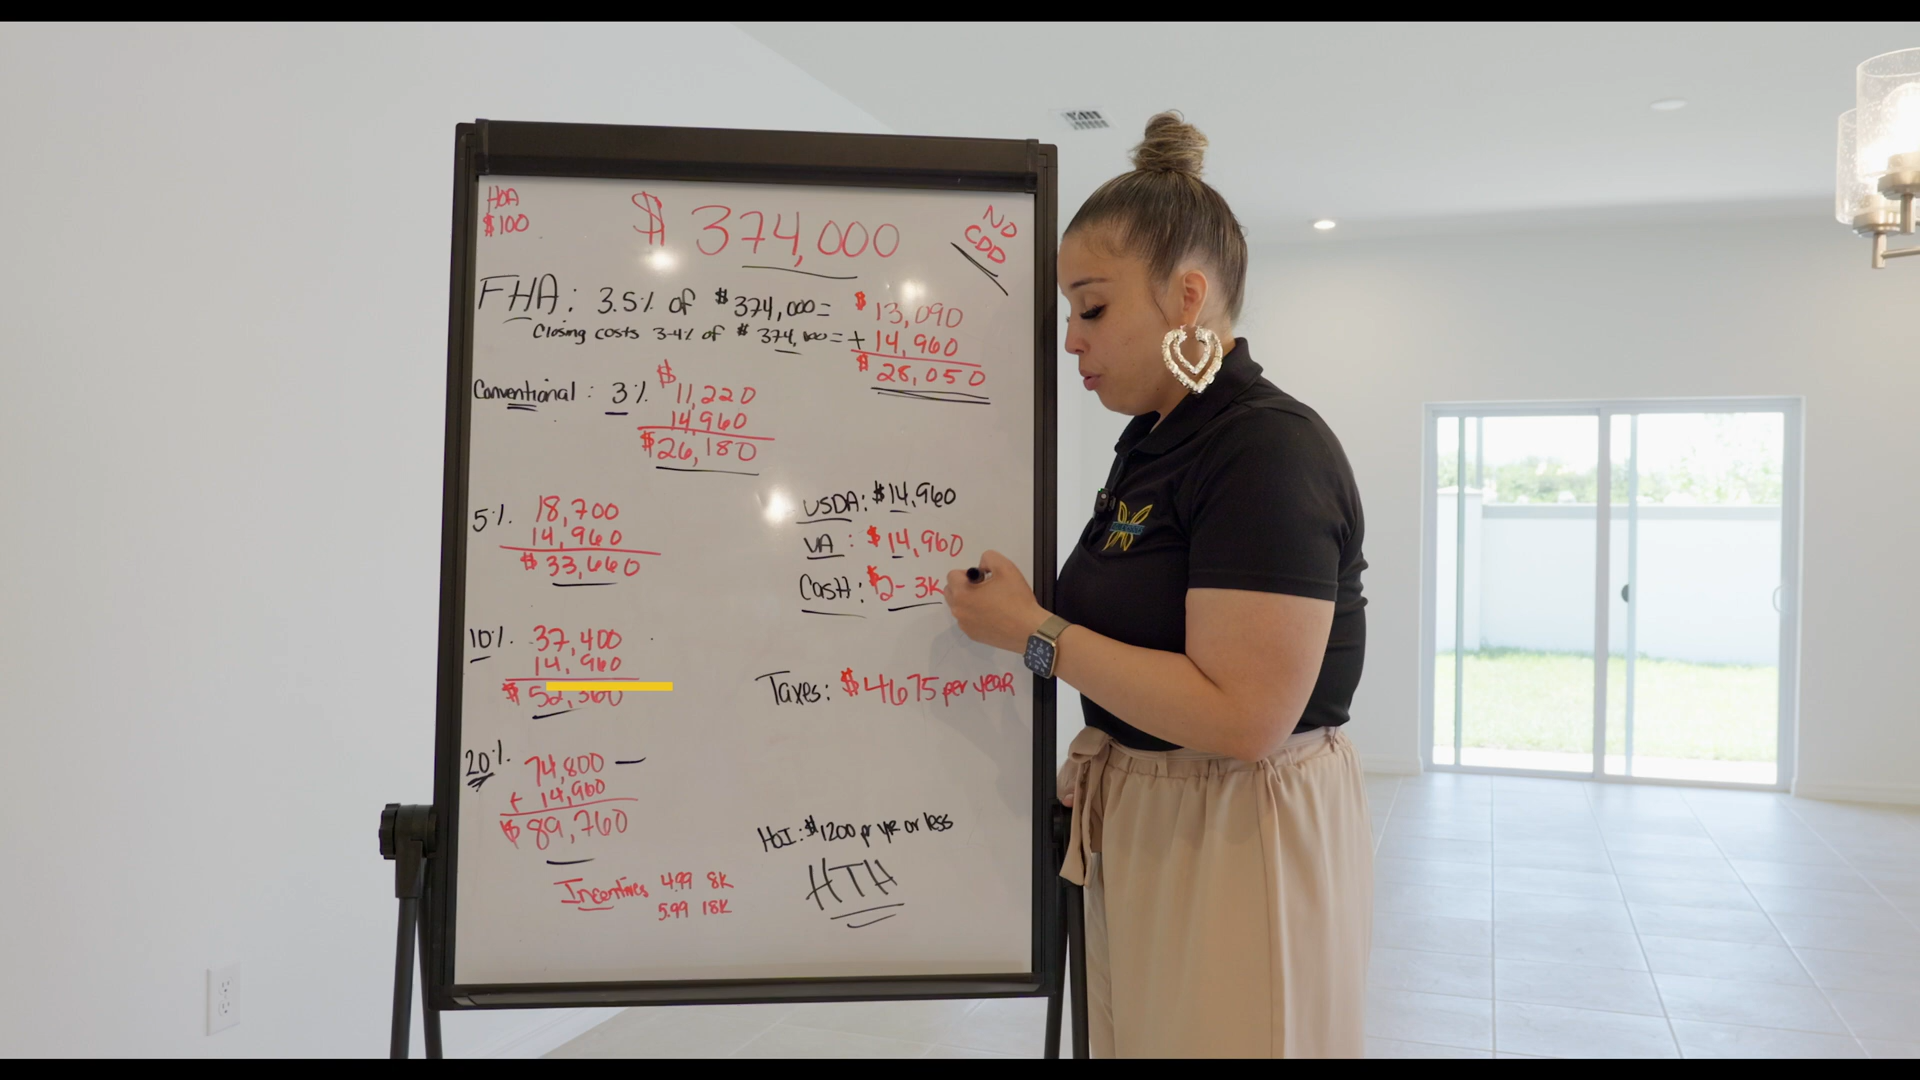 HOA
$100
$ 374,000
NO
CDD
FHA: 3.5% of $374,000= $13,090
Closing costs 3-4% of $374,000= + 14,960
$ 28,050
Conventional: 3% $11,220
14,960
$26,180
5% 18,700
14,960
$33,660
USDA: $14,960
VA: $14,960
CASH: $2-3K
10% 37,400
14,960
$52,360
Taxes: $4675 per year
20% 74,800 —
+ 14,960
$89,760
HOI: $1200 pr yr or less
HTH
Incentives 4.99 8K
5.99 18K